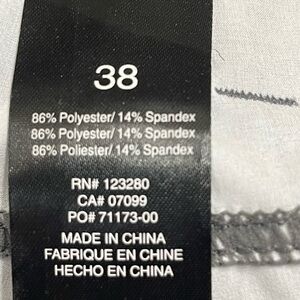 38
86% Polyester/ 14% Spandex
86% Polyester/ 14% Spandex
86% Poliester/ 14% Spandex
RN# 123280
CA# 07099
PO# 71173-00
MADE IN CHINA
FABRIQUE EN CHINE
HECHO EN CHINA